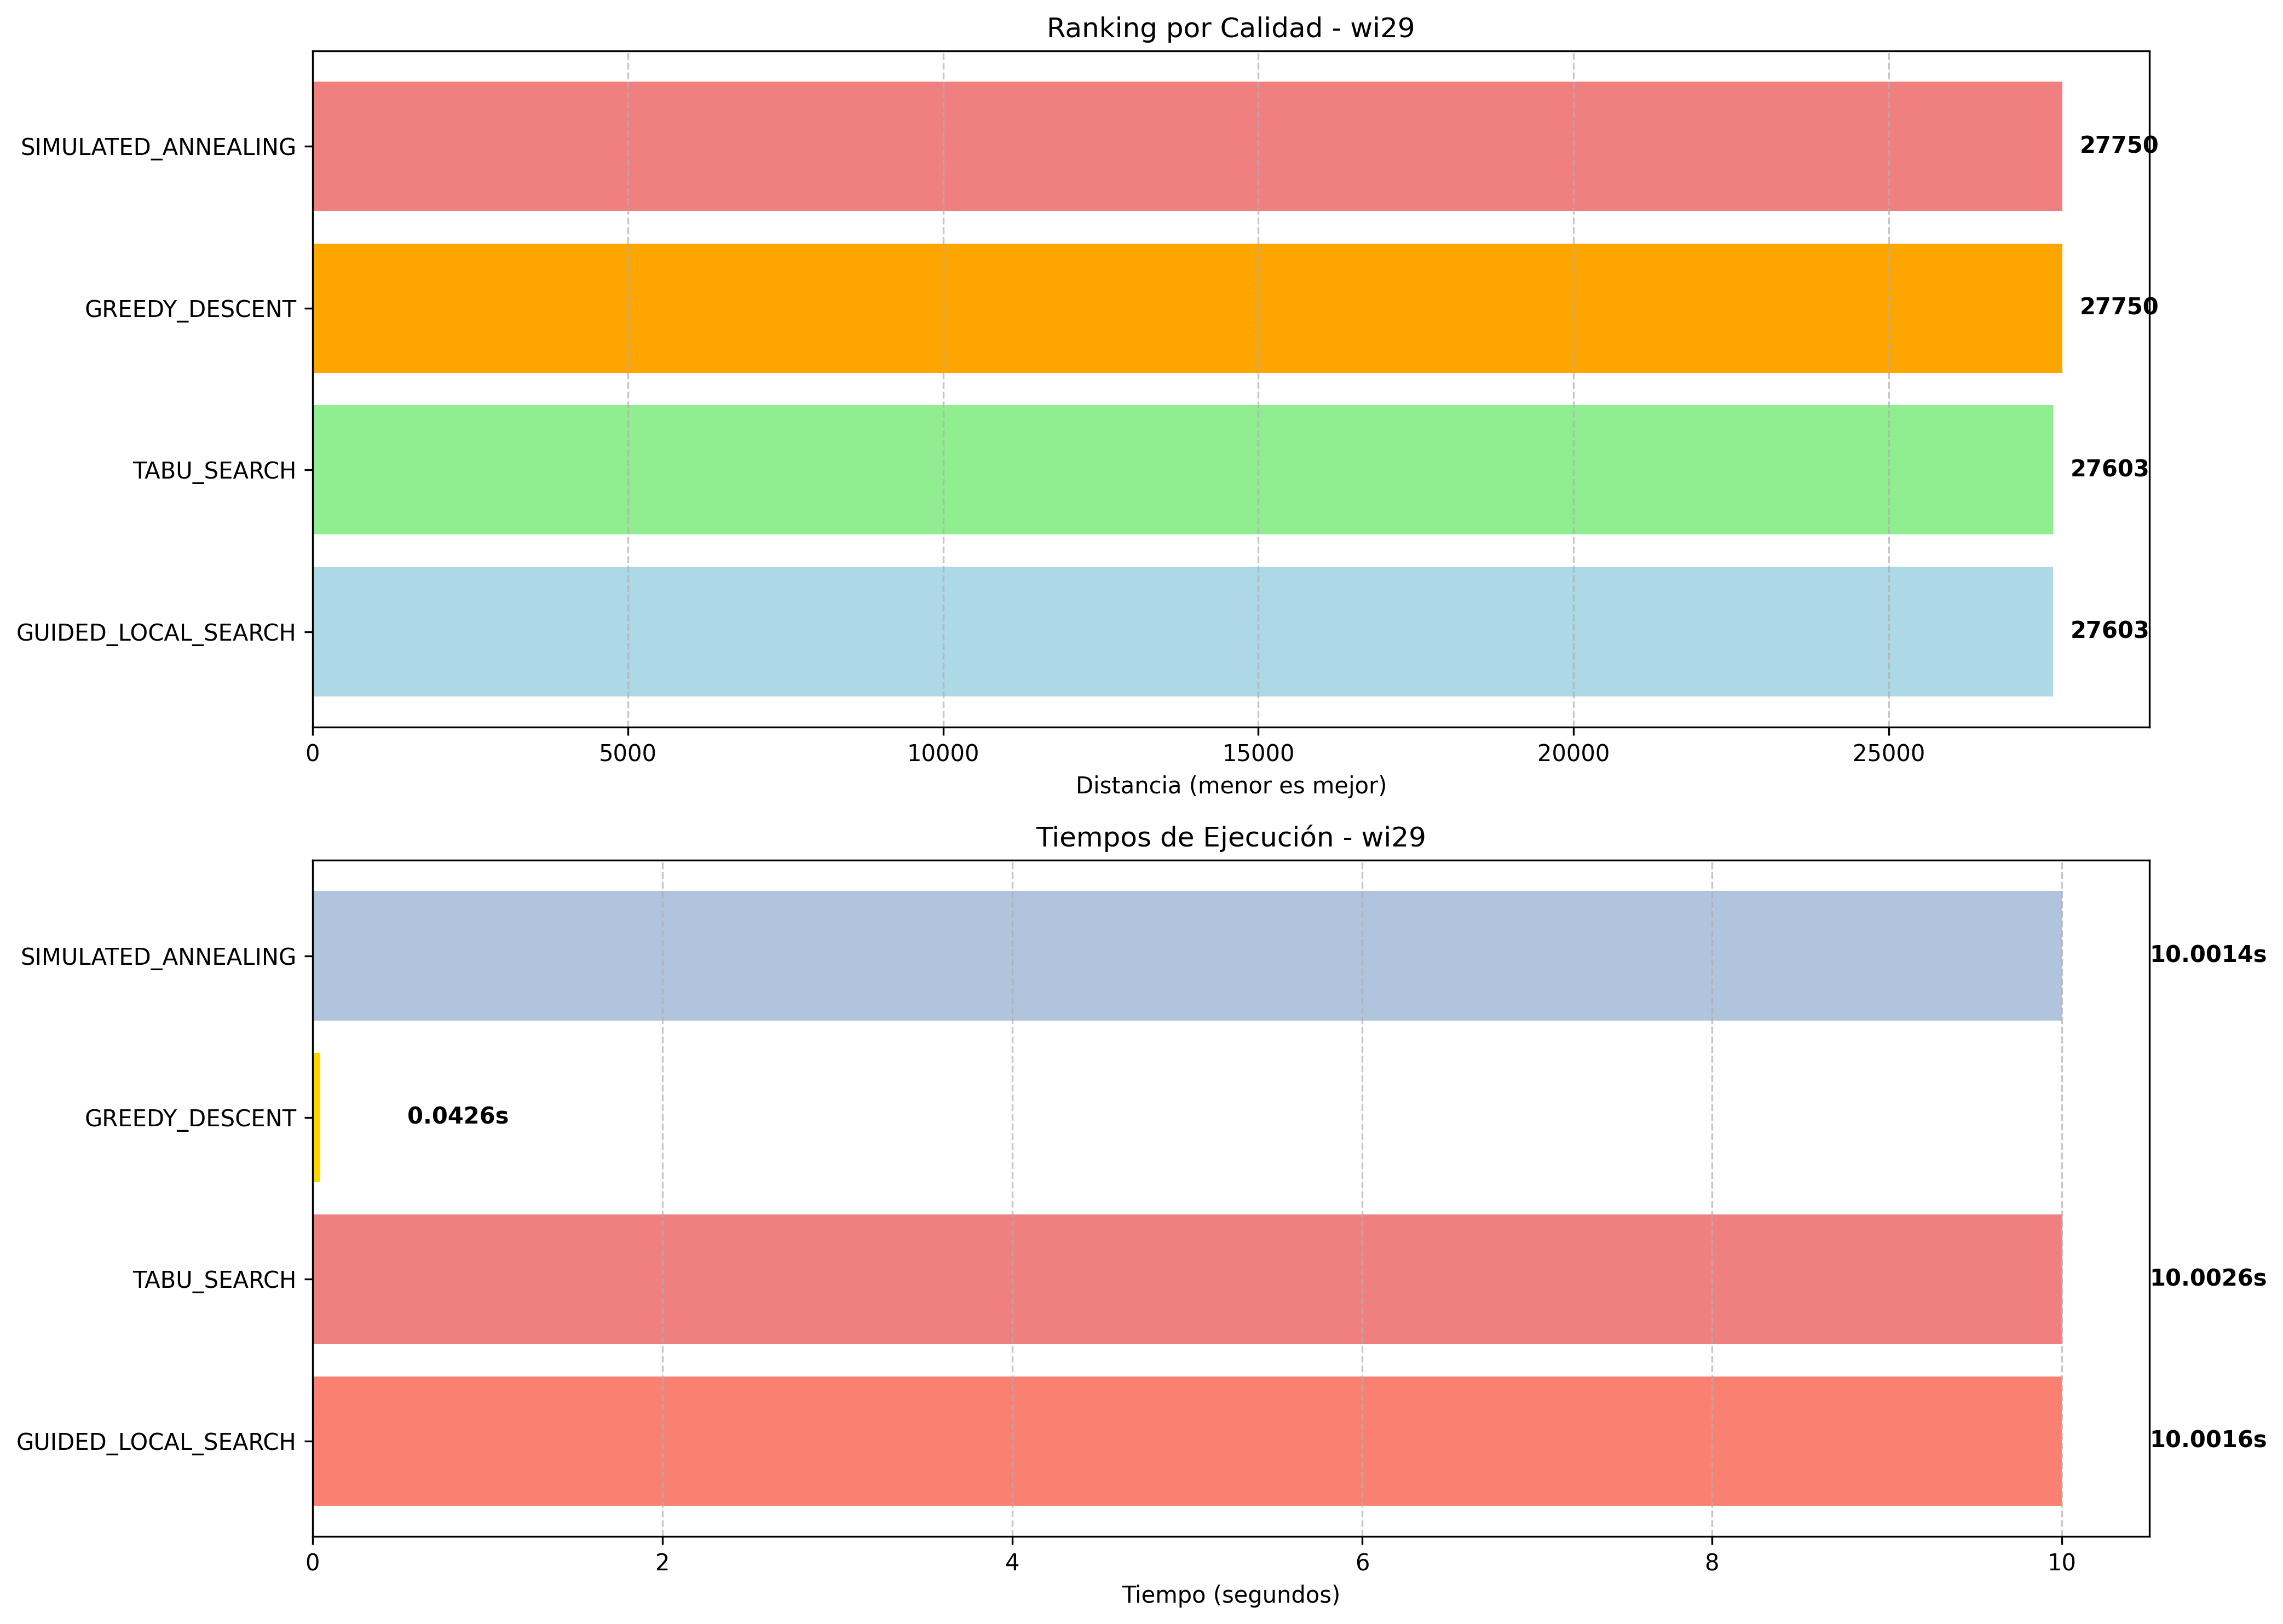 Ranking por Calidad - wi29
SIMULATED_ANNEALING
27750
GREEDY_DESCENT
27750
TABU_SEARCH
27603
GUIDED_LOCAL_SEARCH
27603
0 5000 10000 15000 20000 25000
Distancia (menor es mejor)
Tiempos de Ejecución - wi29
SIMULATED_ANNEALING
10.0014s
GREEDY_DESCENT
0.0426s
TABU_SEARCH
10.0026s
GUIDED_LOCAL_SEARCH
10.0016s
0 2 4 6 8 10
Tiempo (segundos)